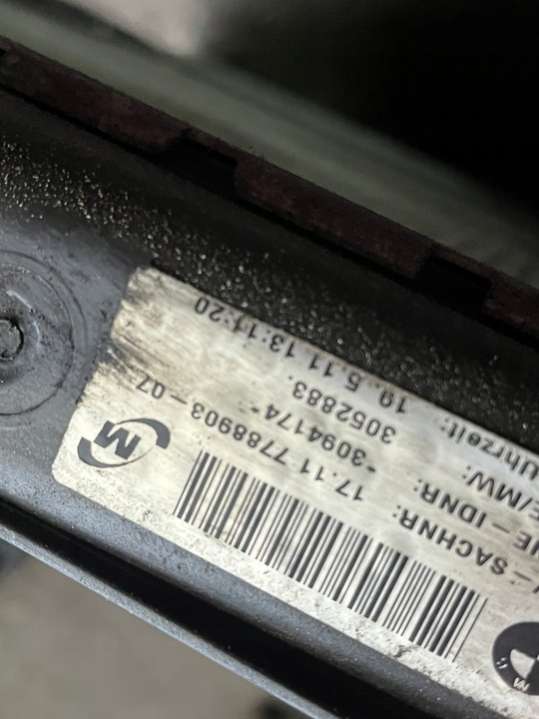 - SACHNR: 17.11 7788903-07
- IDNR: *3094174*
E/MW: 3052883.
Uhrzeit: 19. 5.11 13:11:20
M